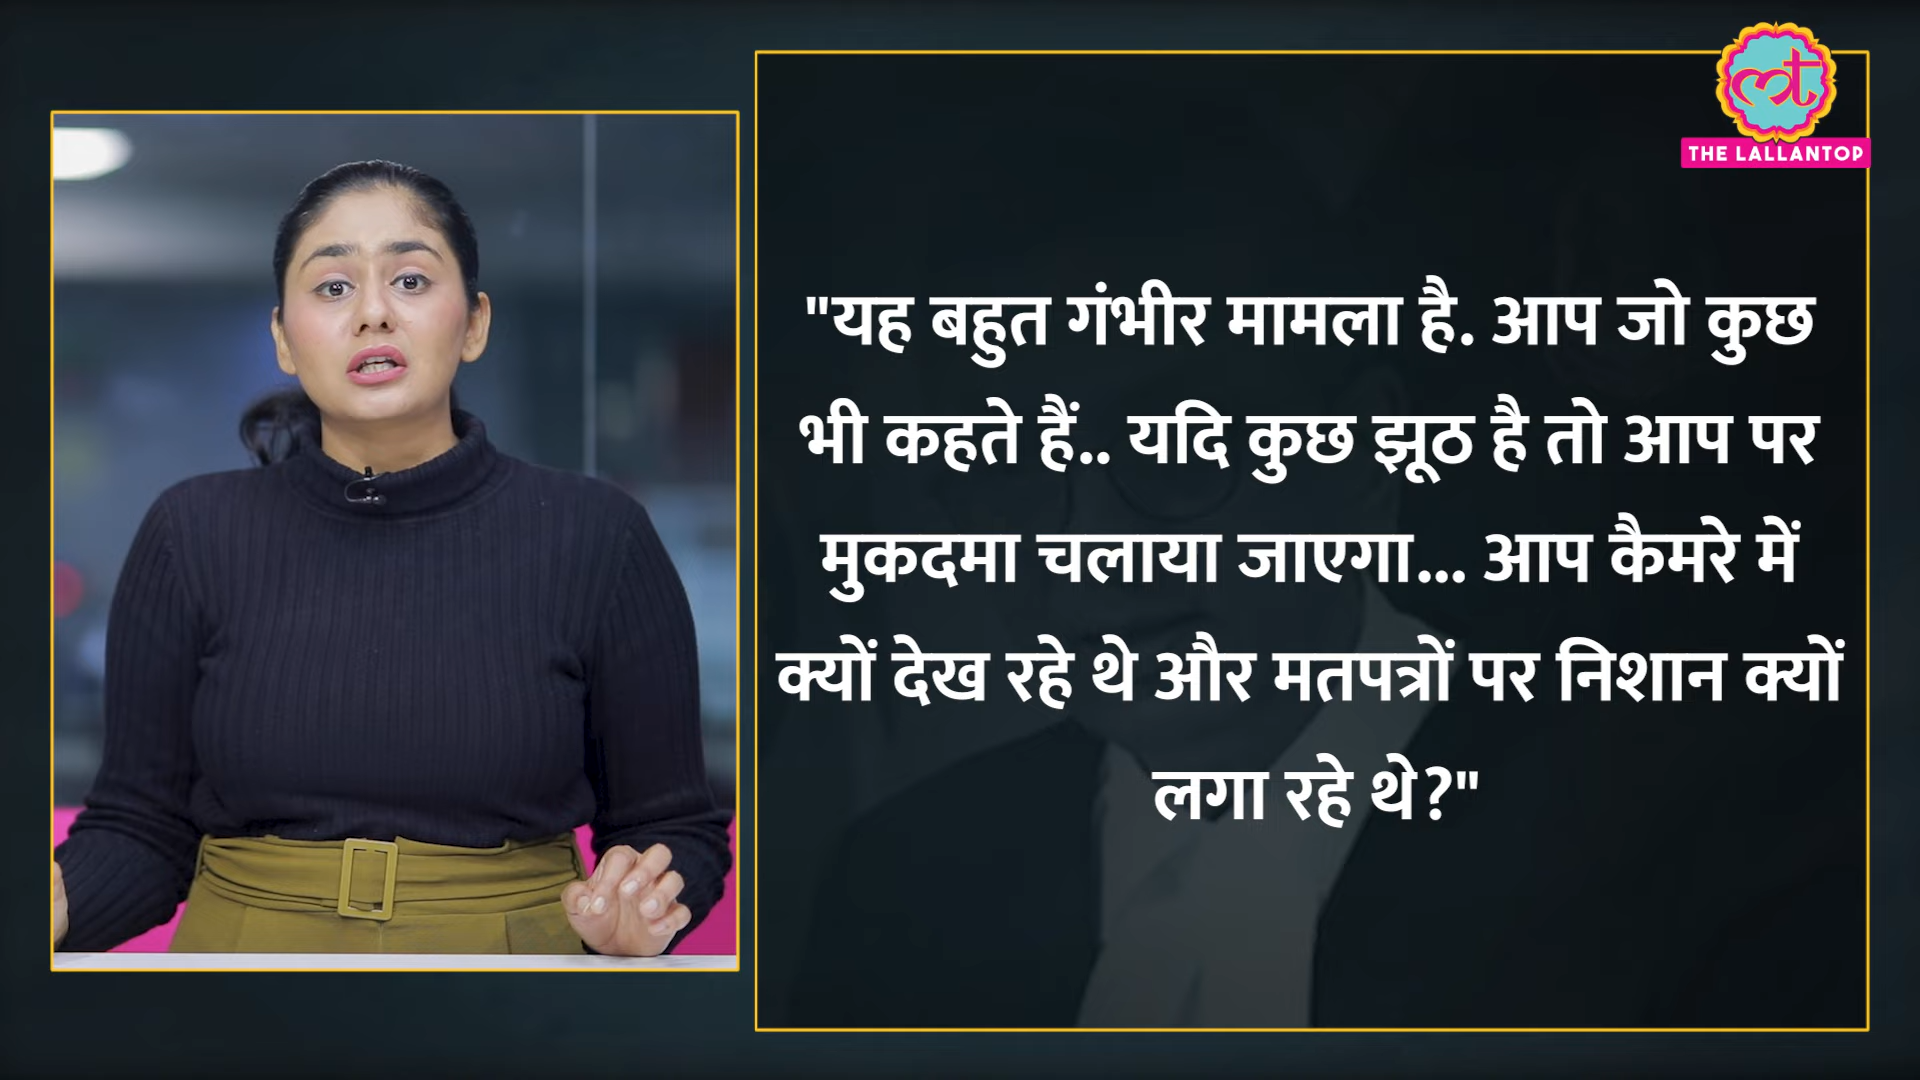 THE LALLANTOP
"यह बहुत गंभीर मामला है. आप जो कुछ
भी कहते हैं.. यदि कुछ झूठ है तो आप पर
मुकदमा चलाया जाएगा... आप कैमरे में
क्यों देख रहे थे और मतपत्रों पर निशान क्यों
लगा रहे थे?"